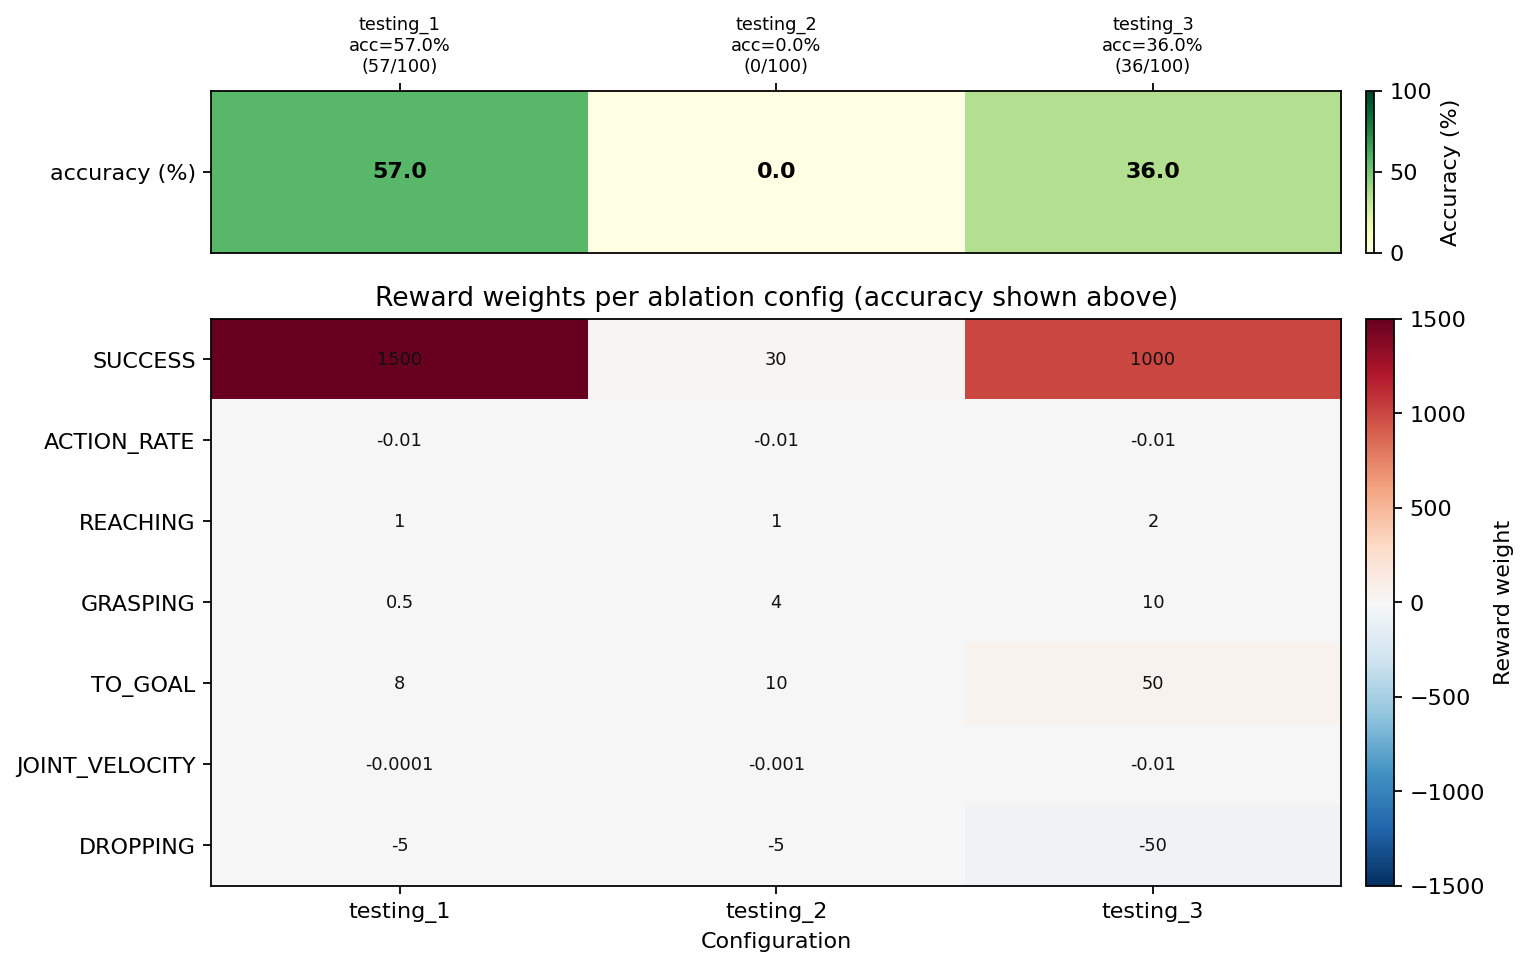 testing_1
acc=57.0%
(57/100)
testing_2
acc=0.0%
(0/100)
testing_3
acc=36.0%
(36/100)
accuracy (%)
57.0
0.0
36.0
100
50
0
Accuracy (%)
Reward weights per ablation config (accuracy shown above)
SUCCESS
1500
30
1000
ACTION_RATE
-0.01
-0.01
-0.01
REACHING
1
1
2
GRASPING
0.5
4
10
TO_GOAL
8
10
50
JOINT_VELOCITY
-0.0001
-0.001
-0.01
DROPPING
-5
-5
-50
testing_1
testing_2
testing_3
Configuration
1500
1000
500
0
−500
−1000
−1500
Reward weight